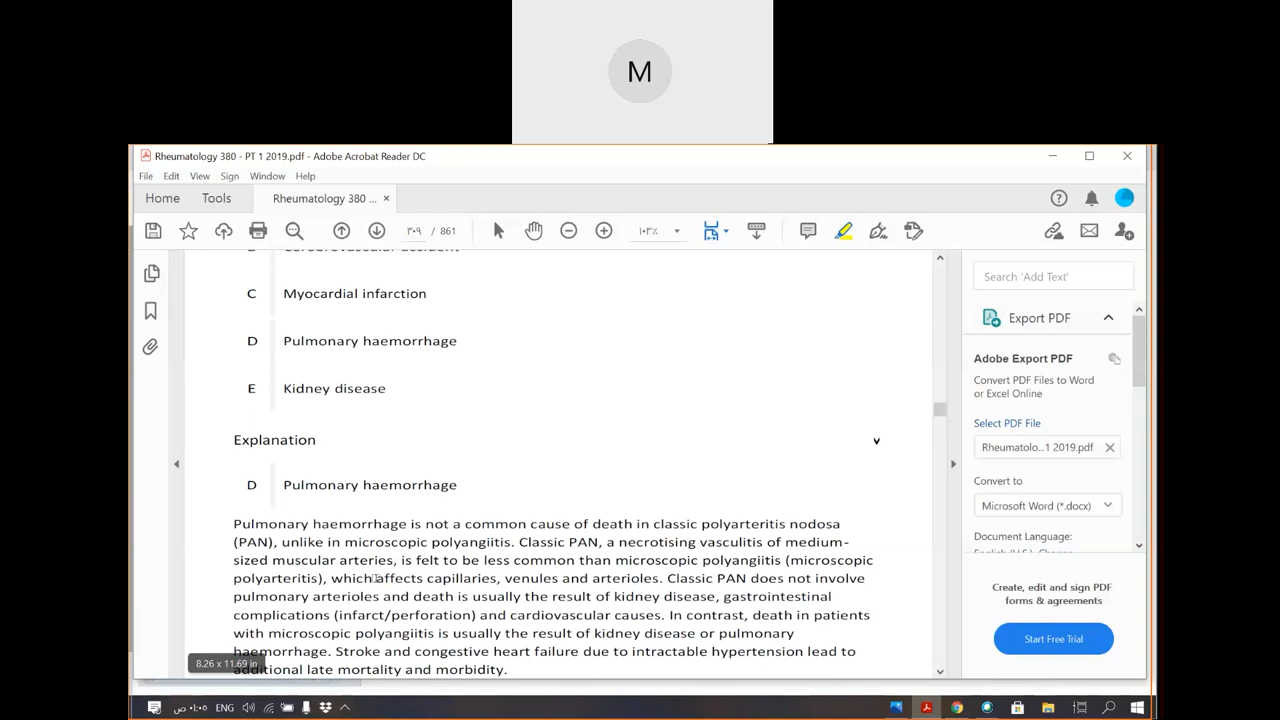 M
Rheumatology 380 - PT 1 2019.pdf - Adobe Acrobat Reader DC
File Edit View Sign Window Help
Home Tools Rheumatology 380 ... ×
٣٠٩ / 861
١٠٣٪
Search 'Add Text'
C Myocardial infarction
D Pulmonary haemorrhage
E Kidney disease
Explanation
D Pulmonary haemorrhage
Pulmonary haemorrhage is not a common cause of death in classic polyarteritis nodosa
(PAN), unlike in microscopic polyangiitis. Classic PAN, a necrotising vasculitis of medium-
sized muscular arteries, is felt to be less common than microscopic polyangiitis (microscopic
polyarteritis), which affects capillaries, venules and arterioles. Classic PAN does not involve
pulmonary arterioles and death is usually the result of kidney disease, gastrointestinal
complications (infarct/perforation) and cardiovascular causes. In contrast, death in patients
with microscopic polyangiitis is usually the result of kidney disease or pulmonary
haemorrhage. Stroke and congestive heart failure due to intractable hypertension lead to
additional late mortality and morbidity.
8.26 x 11.69 in
Export PDF
Adobe Export PDF
Convert PDF Files to Word
or Excel Online
Select PDF File
Rheumatolo...1 2019.pdf
Convert to
Microsoft Word (*.docx)
Document Language:
Create, edit and sign PDF
forms & agreements
Start Free Trial
ص ٠١:٠٥ ENG